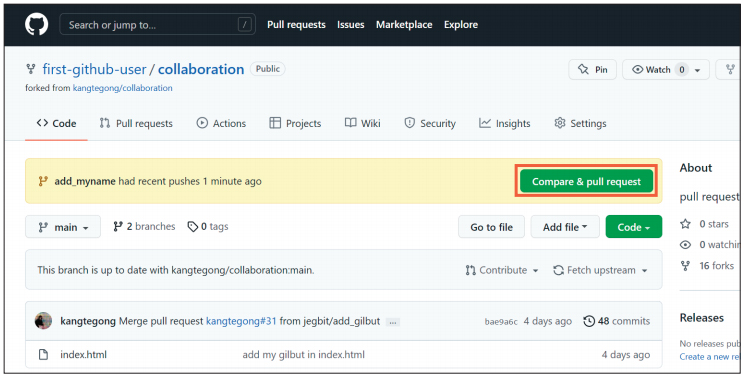 Search or jump to... / Pull requests Issues Marketplace Explore
first-github-user / collaboration Public Pin Watch 0
forked from kangtegong/collaboration
Code Pull requests Actions Projects Wiki Security Insights Settings
add_myname had recent pushes 1 minute ago Compare & pull request
main 2 branches 0 tags Go to file Add file Code
This branch is up to date with kangtegong/collaboration:main. Contribute Fetch upstream
kangtegong Merge pull request kangtegong#31 from jegbit/add_gilbut ... bae9a6c 4 days ago 48 commits
index.html add my gilbut in index.html 4 days ago
About
pull request
0 stars
0 watchin
16 forks
Releases
No releases pub
Create a new re